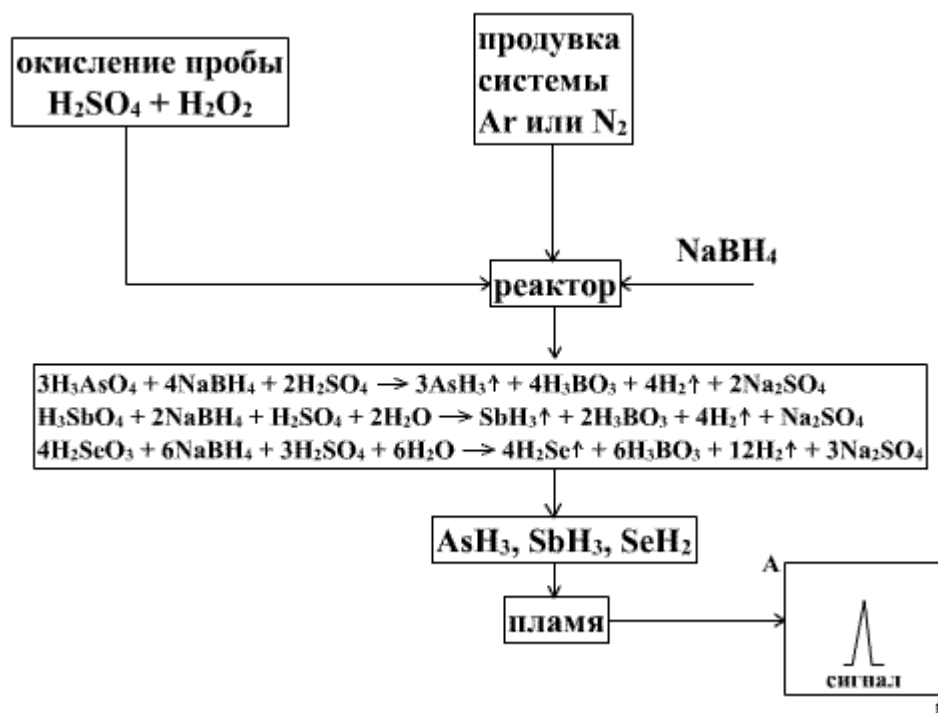 окисление пробы
H₂SO₄ + H₂O₂
продувка
системы
Ar или N₂
NaBH₄
реактор
3H₃AsO₄ + 4NaBH₄ + 2H₂SO₄ → 3AsH₃↑ + 4H₃BO₃ + 4H₂↑ + 2Na₂SO₄
H₃SbO₄ + 2NaBH₄ + H₂SO₄ + 2H₂O → SbH₃↑ + 2H₃BO₃ + 4H₂↑ + Na₂SO₄
4H₂SeO₃ + 6NaBH₄ + 3H₂SO₄ + 6H₂O → 4H₂Se↑ + 6H₃BO₃ + 12H₂↑ + 3Na₂SO₄
AsH₃, SbH₃, SeH₂
пламя
A
сигнал